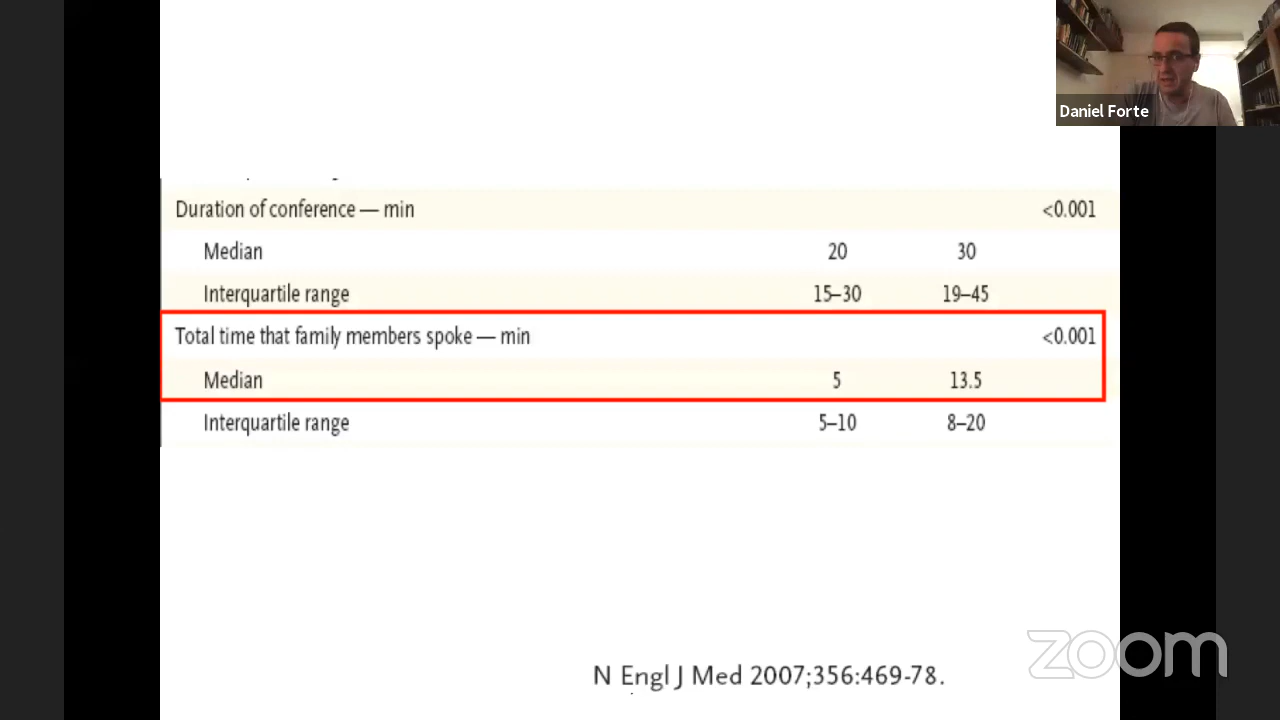 Daniel Forte
Duration of conference — min <0.001
Median 20 30
Interquartile range 15–30 19–45
Total time that family members spoke — min <0.001
Median 5 13.5
Interquartile range 5–10 8–20
zoom
N Engl J Med 2007;356:469-78.